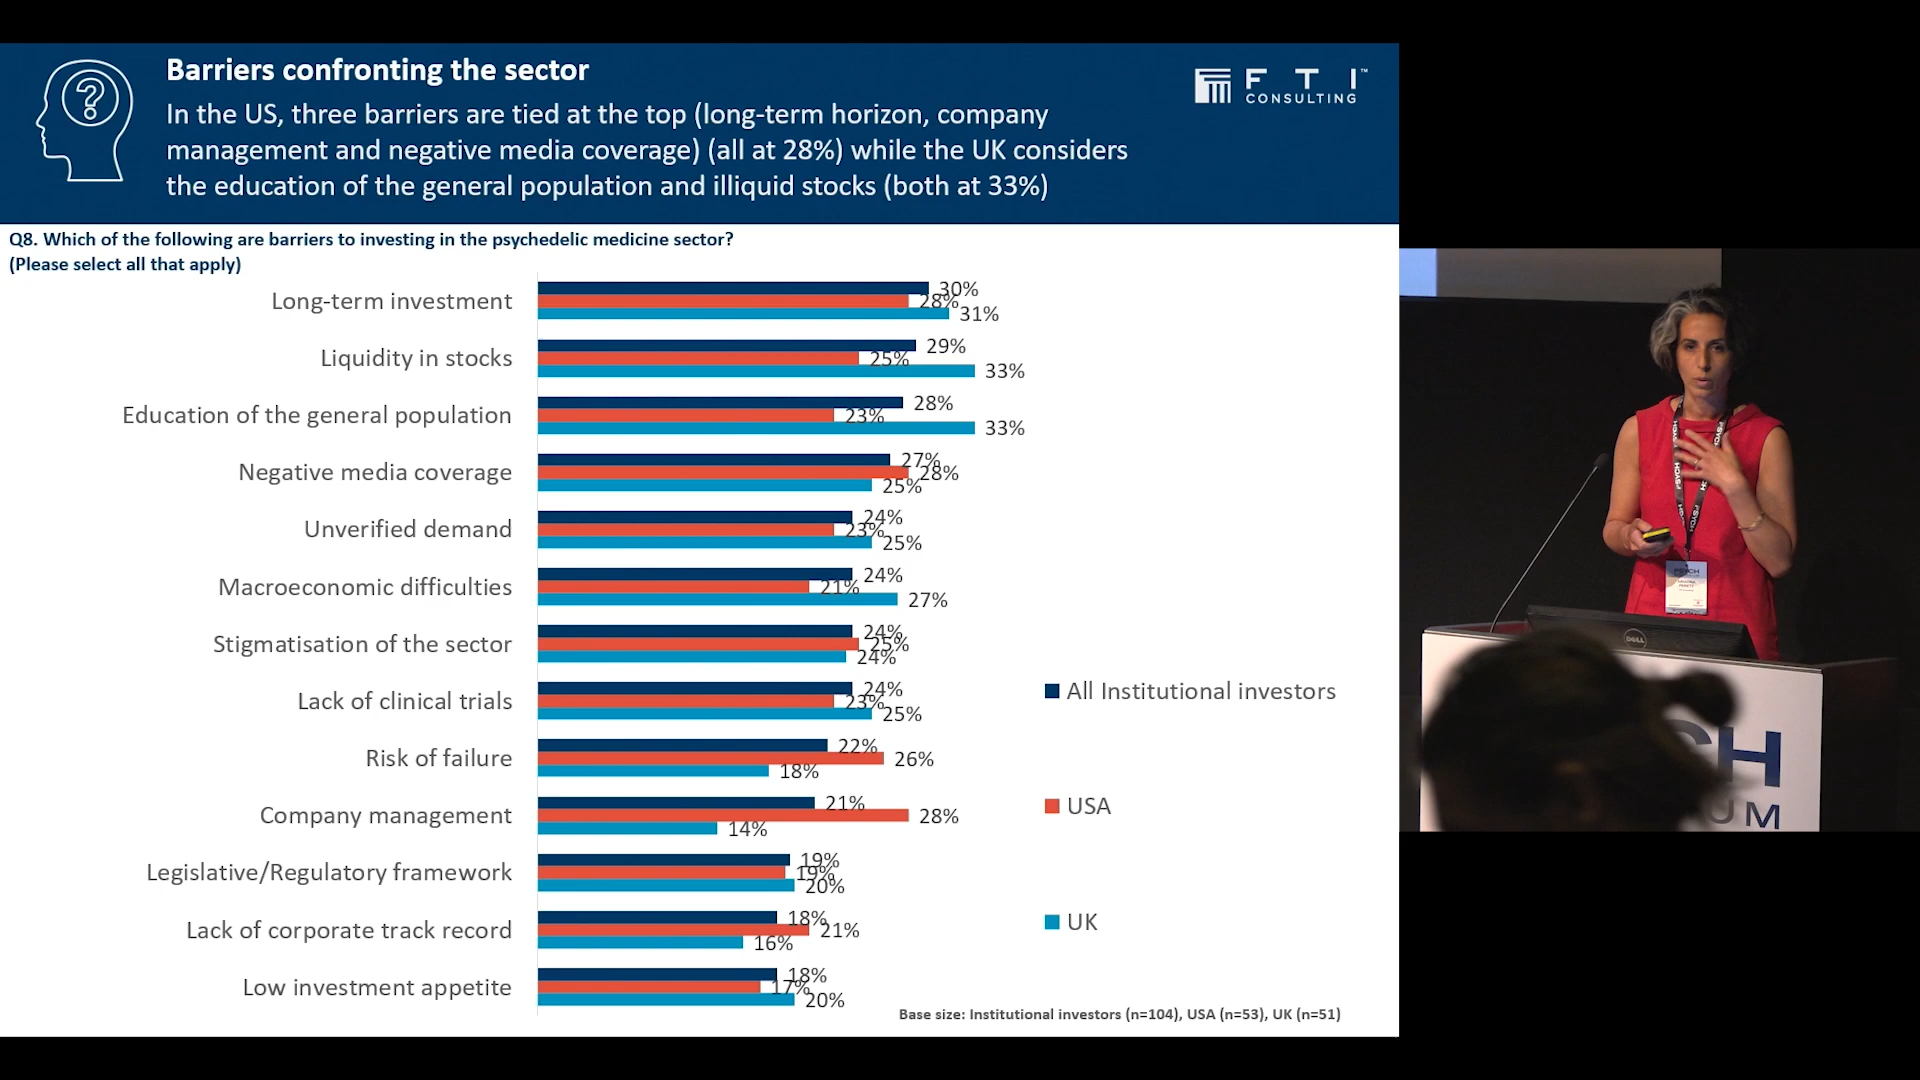 Barriers confronting the sector
In the US, three barriers are tied at the top (long-term horizon, company
management and negative media coverage) (all at 28%) while the UK considers
the education of the general population and illiquid stocks (both at 33%)
F T I™
CONSULTING
Q8. Which of the following are barriers to investing in the psychedelic medicine sector?
(Please select all that apply)
Long-term investment
30%
28%
31%
Liquidity in stocks
29%
25%
33%
Education of the general population
28%
23%
33%
Negative media coverage
27%
28%
25%
Unverified demand
24%
23%
25%
Macroeconomic difficulties
24%
21%
27%
Stigmatisation of the sector
24%
25%
24%
Lack of clinical trials
24%
23%
25%
Risk of failure
22%
26%
18%
Company management
21%
28%
14%
Legislative/Regulatory framework
19%
19%
20%
Lack of corporate track record
18%
21%
16%
Low investment appetite
18%
17%
20%
All Institutional investors
USA
UK
Base size: Institutional investors (n=104), USA (n=53), UK (n=51)
PSYCH
PSYCH
PSYCH
DELL
CH
UM